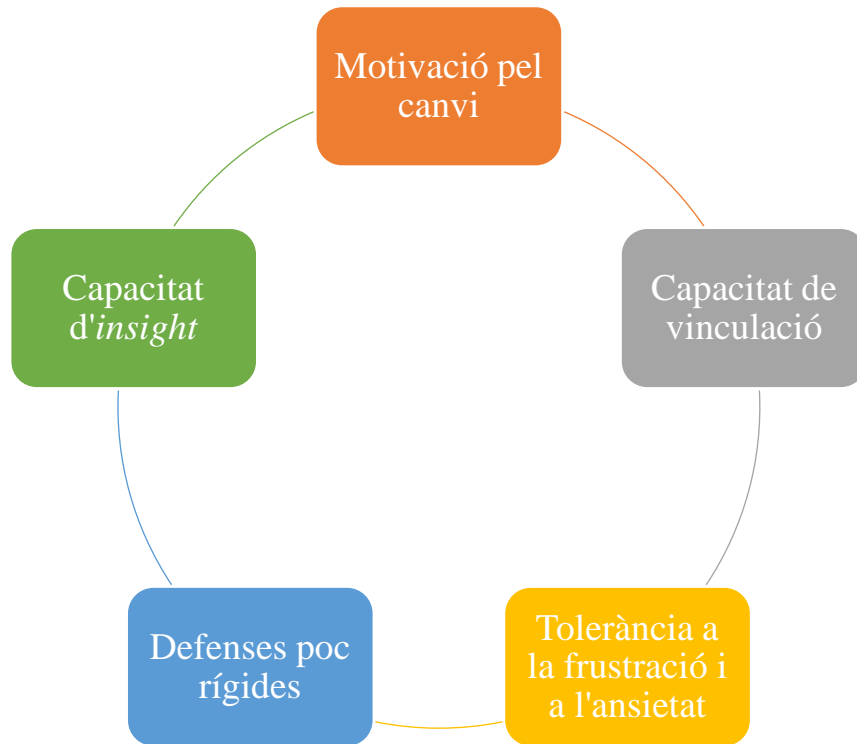 Motivació pel
canvi
Capacitat de
vinculació
Tolerància a
la frustració i
a l'ansietat
Defenses poc
rígides
Capacitat
d'insight